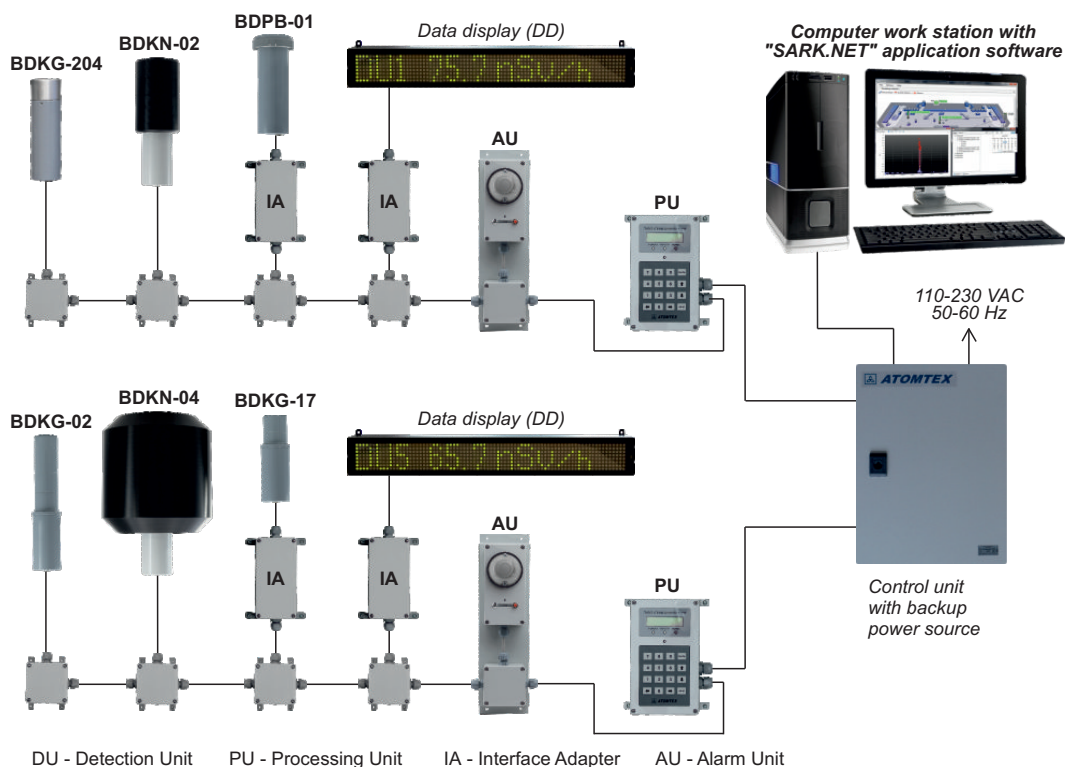 BDPB-01
Data display (DD)
Computer work station with
"SARK.NET" application software
BDKN-02
BDKG-204
DU1 75.7 nSv/h
AU
IA
IA
PU
110-230 VAC
50-60 Hz
ATOMTEX
ATOMTEX
BDKN-04
BDKG-17
BDKG-02
Data display (DD)
DU5 65.7 nSv/h
AU
IA
IA
PU
Control unit
with backup
power source
ATOMTEX
DU - Detection Unit PU - Processing Unit IA - Interface Adapter AU - Alarm Unit